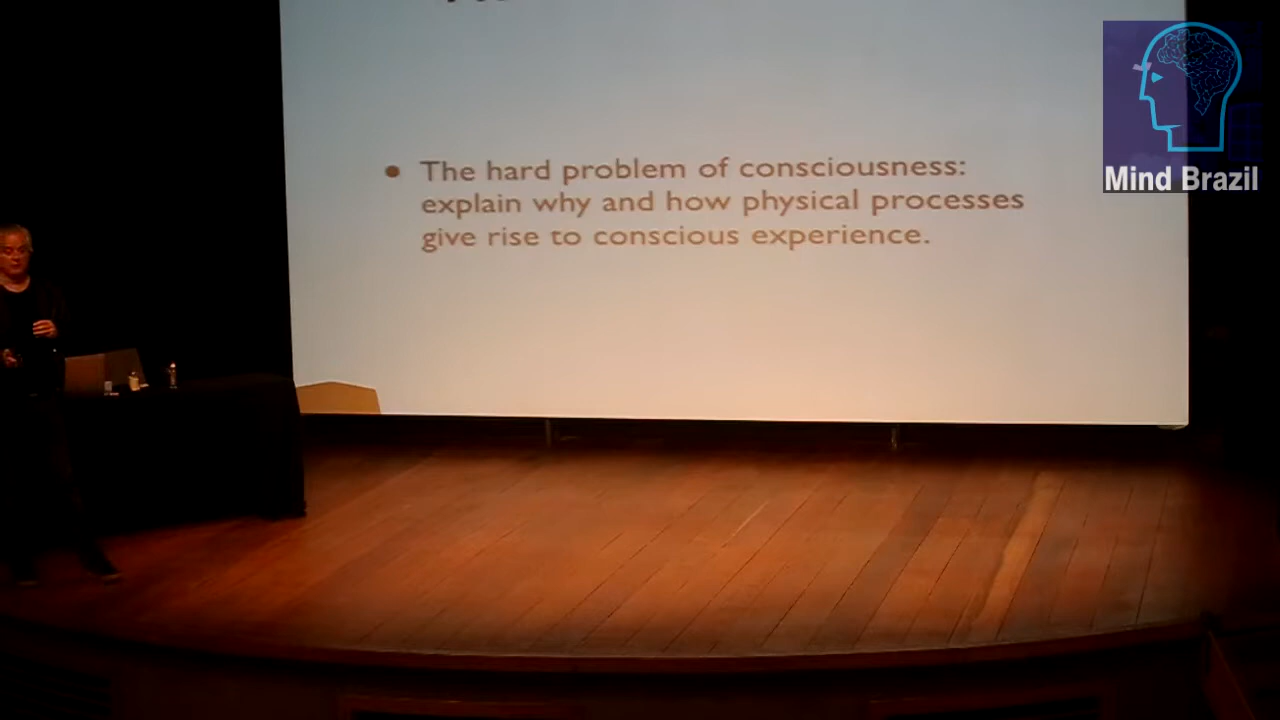 The hard problem of consciousness:
explain why and how physical processes
give rise to conscious experience.
Mind Brazil